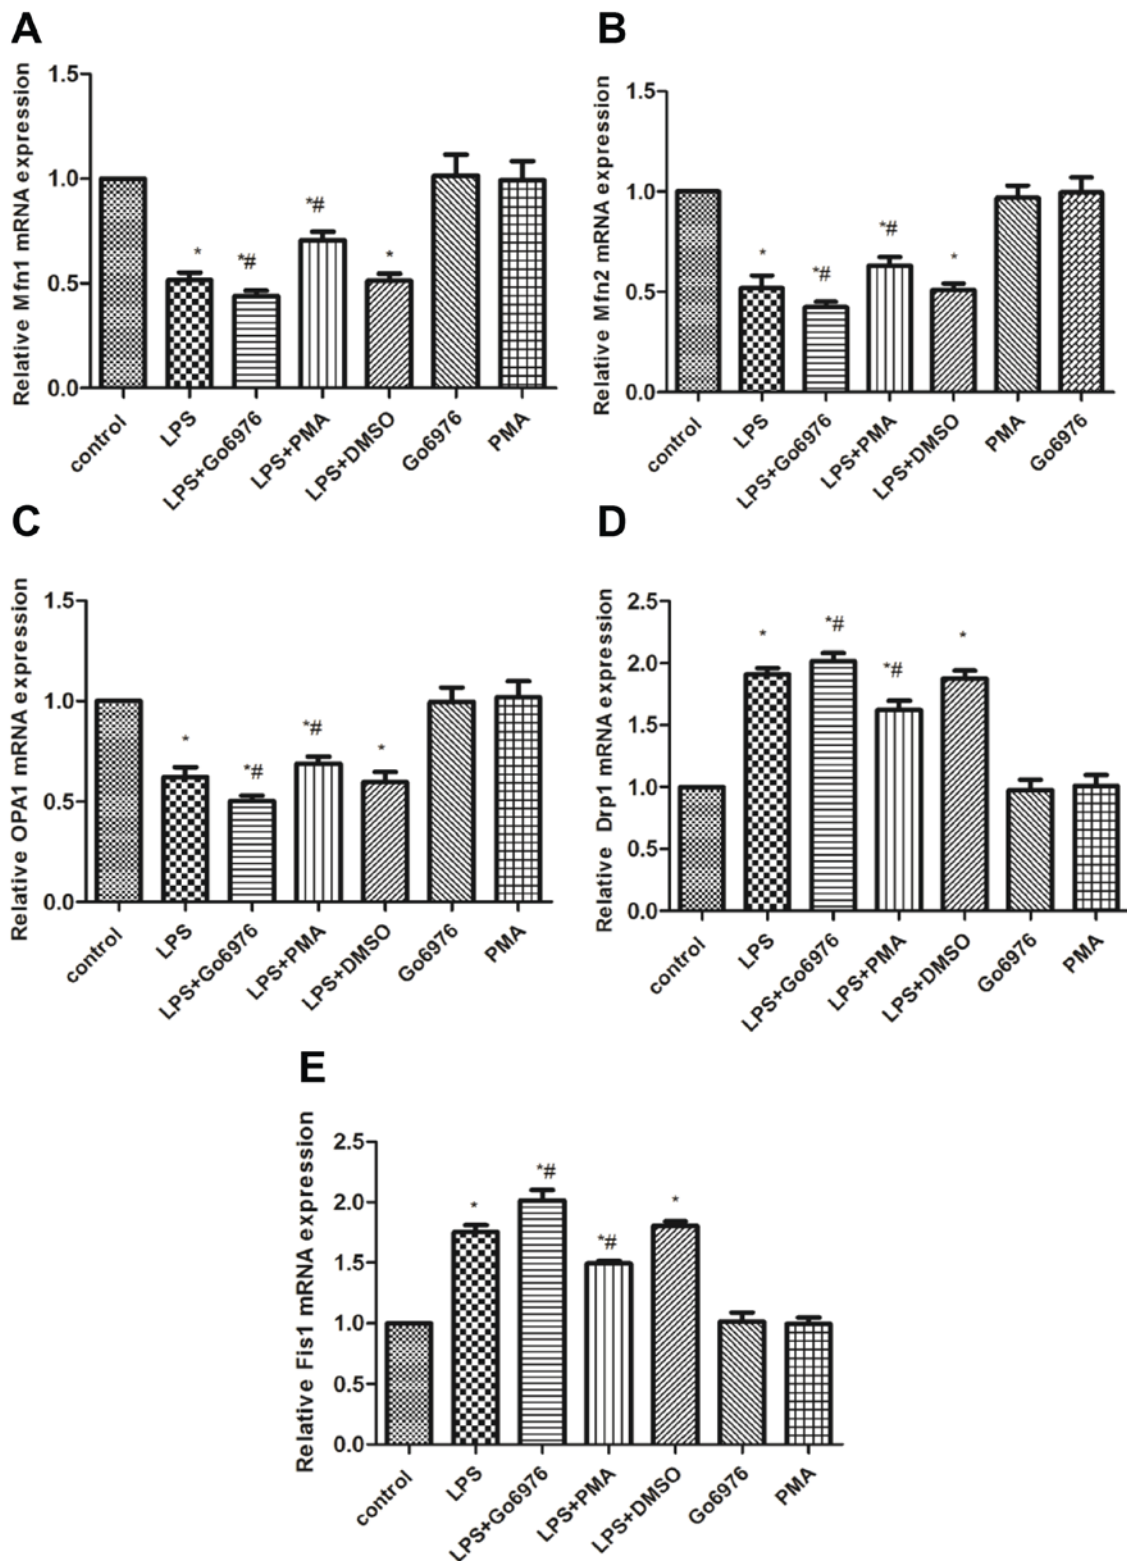 A
Relative Mfn1 mRNA expression
1.5
1.0
0.5
0.0
*
*#
*#
*
control
LPS
LPS+Go6976
LPS+PMA
LPS+DMSO
Go6976
PMA
B
Relative Mfn2 mRNA expression
1.5
1.0
0.5
0.0
*
*#
*#
*
control
LPS
LPS+Go6976
LPS+PMA
LPS+DMSO
PMA
Go6976
C
Relative OPA1 mRNA expression
1.5
1.0
0.5
0.0
*
*#
*#
*
control
LPS
LPS+Go6976
LPS+PMA
LPS+DMSO
Go6976
PMA
D
Relative Drp1 mRNA expression
2.5
2.0
1.5
1.0
0.5
0.0
*
*#
*#
*
control
LPS
LPS+Go6976
LPS+PMA
LPS+DMSO
Go6976
PMA
E
Relative Fis1 mRNA expression
2.5
2.0
1.5
1.0
0.5
0.0
*
*#
*#
*
control
LPS
LPS+Go6976
LPS+PMA
LPS+DMSO
Go6976
PMA